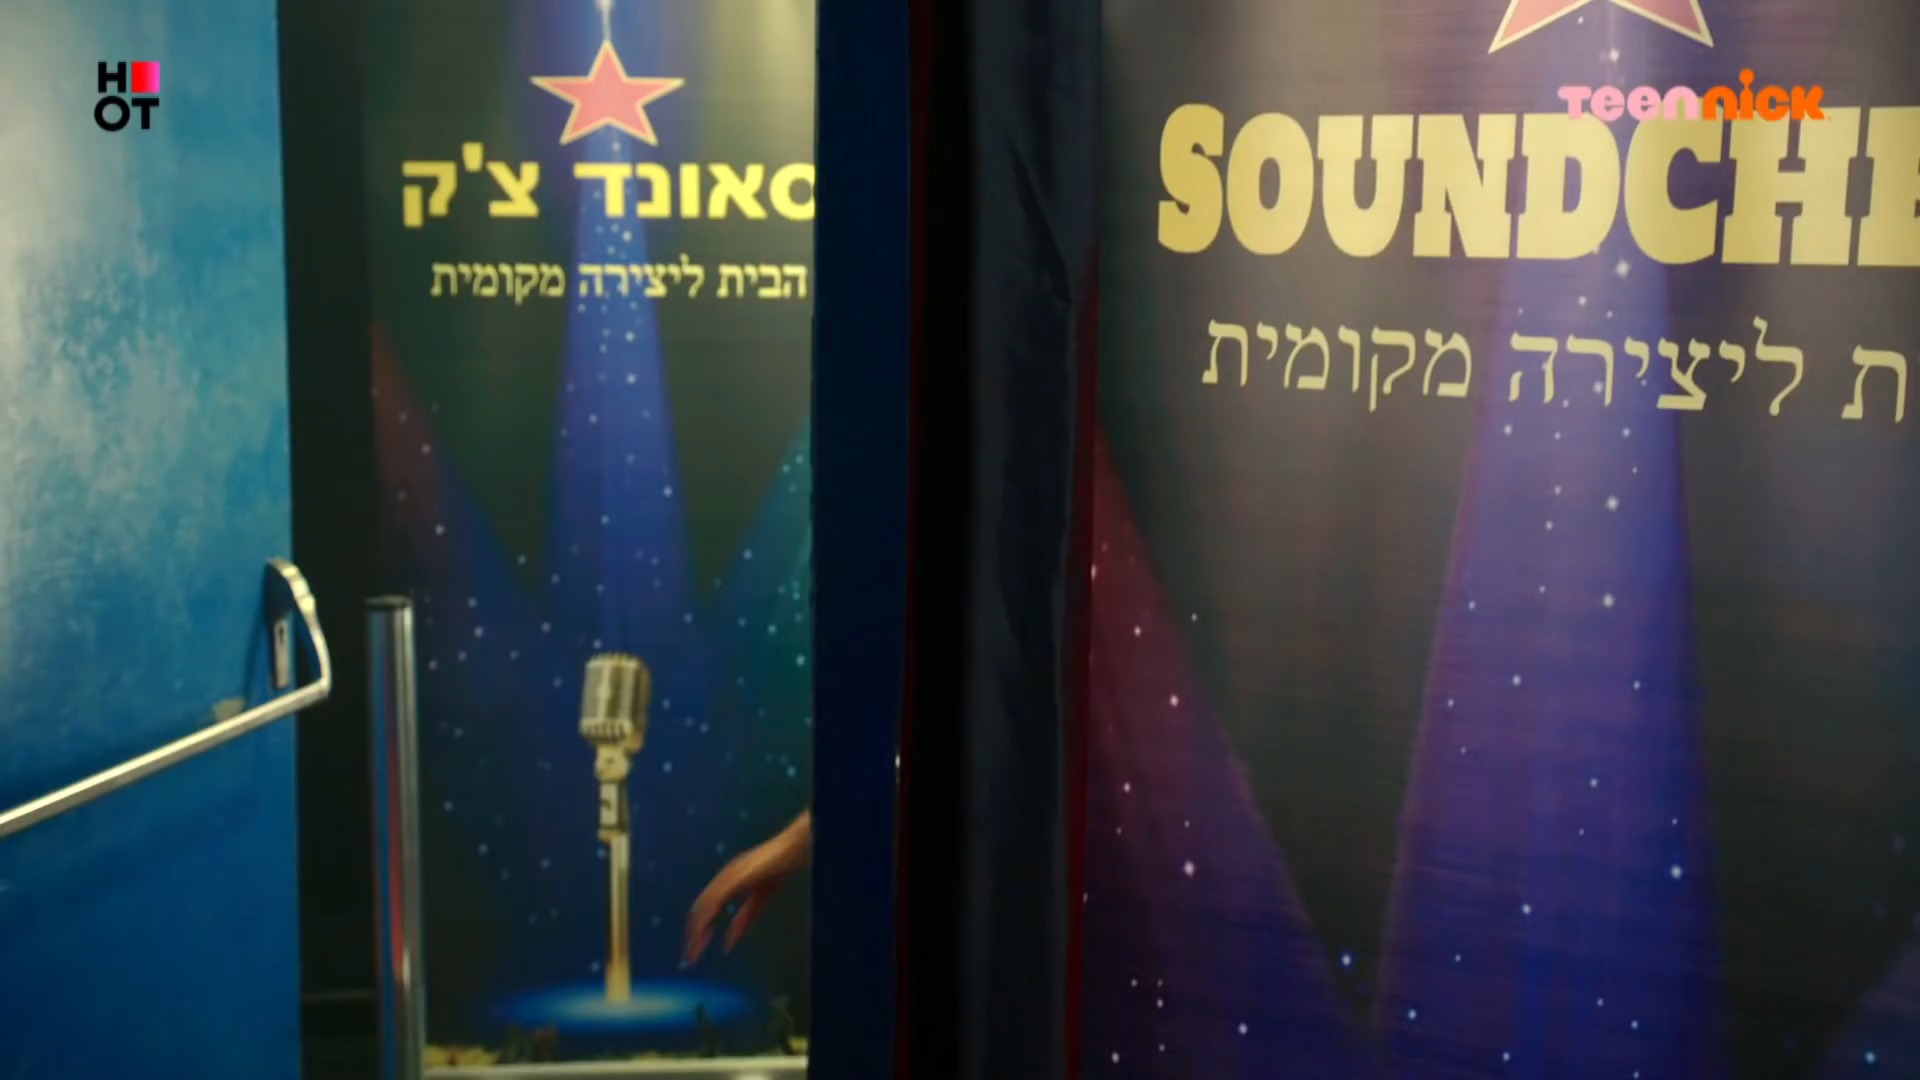 HOT
TEENNICK
סאונד צ'ק
הבית ליצירה מקומית
SOUNDCHE
ת ליצירה מקומית